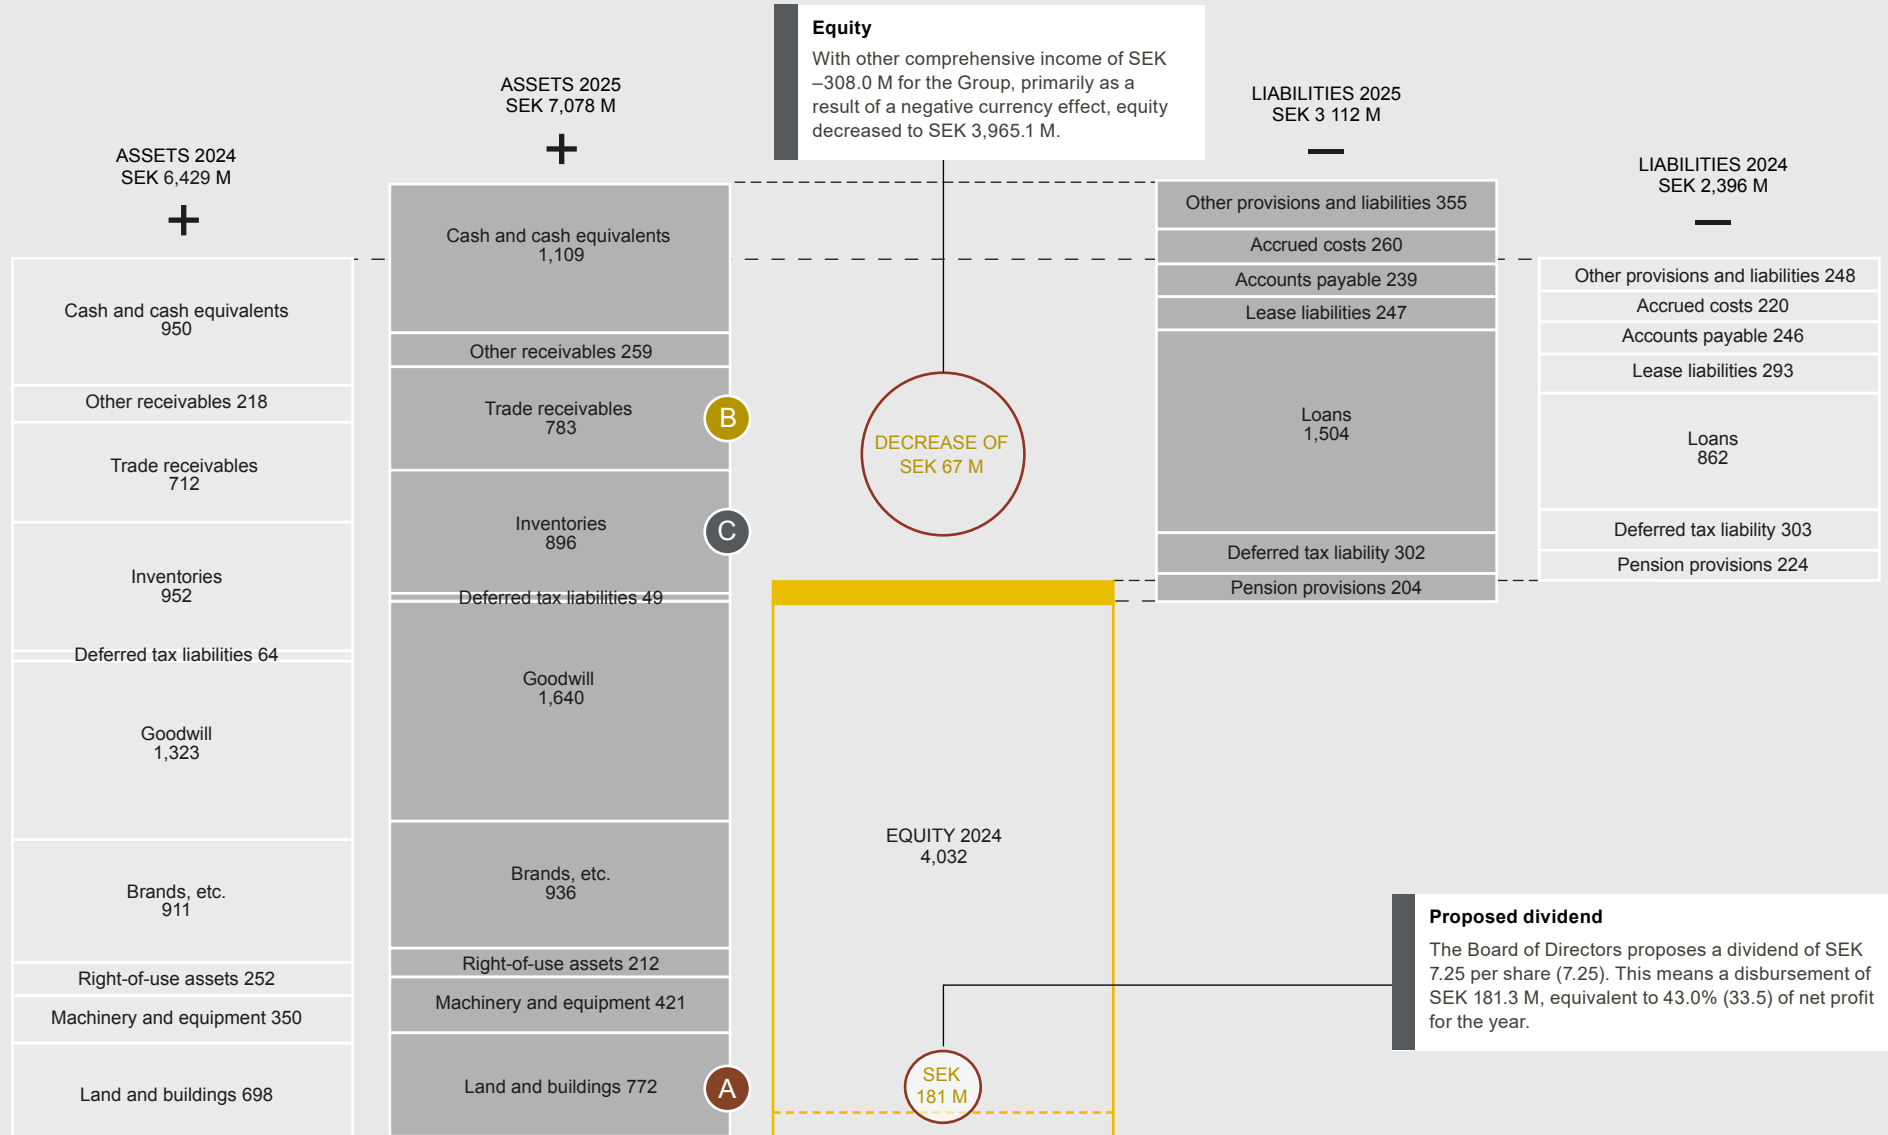 ASSETS 2024
SEK 6,429 M
Cash and cash equivalents
950
Other receivables 218
Trade receivables
712
Inventories
952
Deferred tax liabilities 64
Goodwill
1,323
Brands, etc.
911
Right-of-use assets 252
Machinery and equipment 350
Land and buildings 698
ASSETS 2025
SEK 7,078 M
Cash and cash equivalents
1,109
Other receivables 259
Trade receivables
783
B
Inventories
896
C
Deferred tax liabilities 49
Goodwill
1,640
Brands, etc.
936
Right-of-use assets 212
Machinery and equipment 421
Land and buildings 772
A
Equity
With other comprehensive income of SEK
–308.0 M for the Group, primarily as a
result of a negative currency effect, equity
decreased to SEK 3,965.1 M.
DECREASE OF
SEK 67 M
EQUITY 2024
4,032
SEK
181 M
LIABILITIES 2025
SEK 3 112 M
Other provisions and liabilities 355
Accrued costs 260
Accounts payable 239
Lease liabilities 247
Loans
1,504
Deferred tax liability 302
Pension provisions 204
LIABILITIES 2024
SEK 2,396 M
Other provisions and liabilities 248
Accrued costs 220
Accounts payable 246
Lease liabilities 293
Loans
862
Deferred tax liability 303
Pension provisions 224
Proposed dividend
The Board of Directors proposes a dividend of SEK
7.25 per share (7.25). This means a disbursement of
SEK 181.3 M, equivalent to 43.0% (33.5) of net profit
for the year.